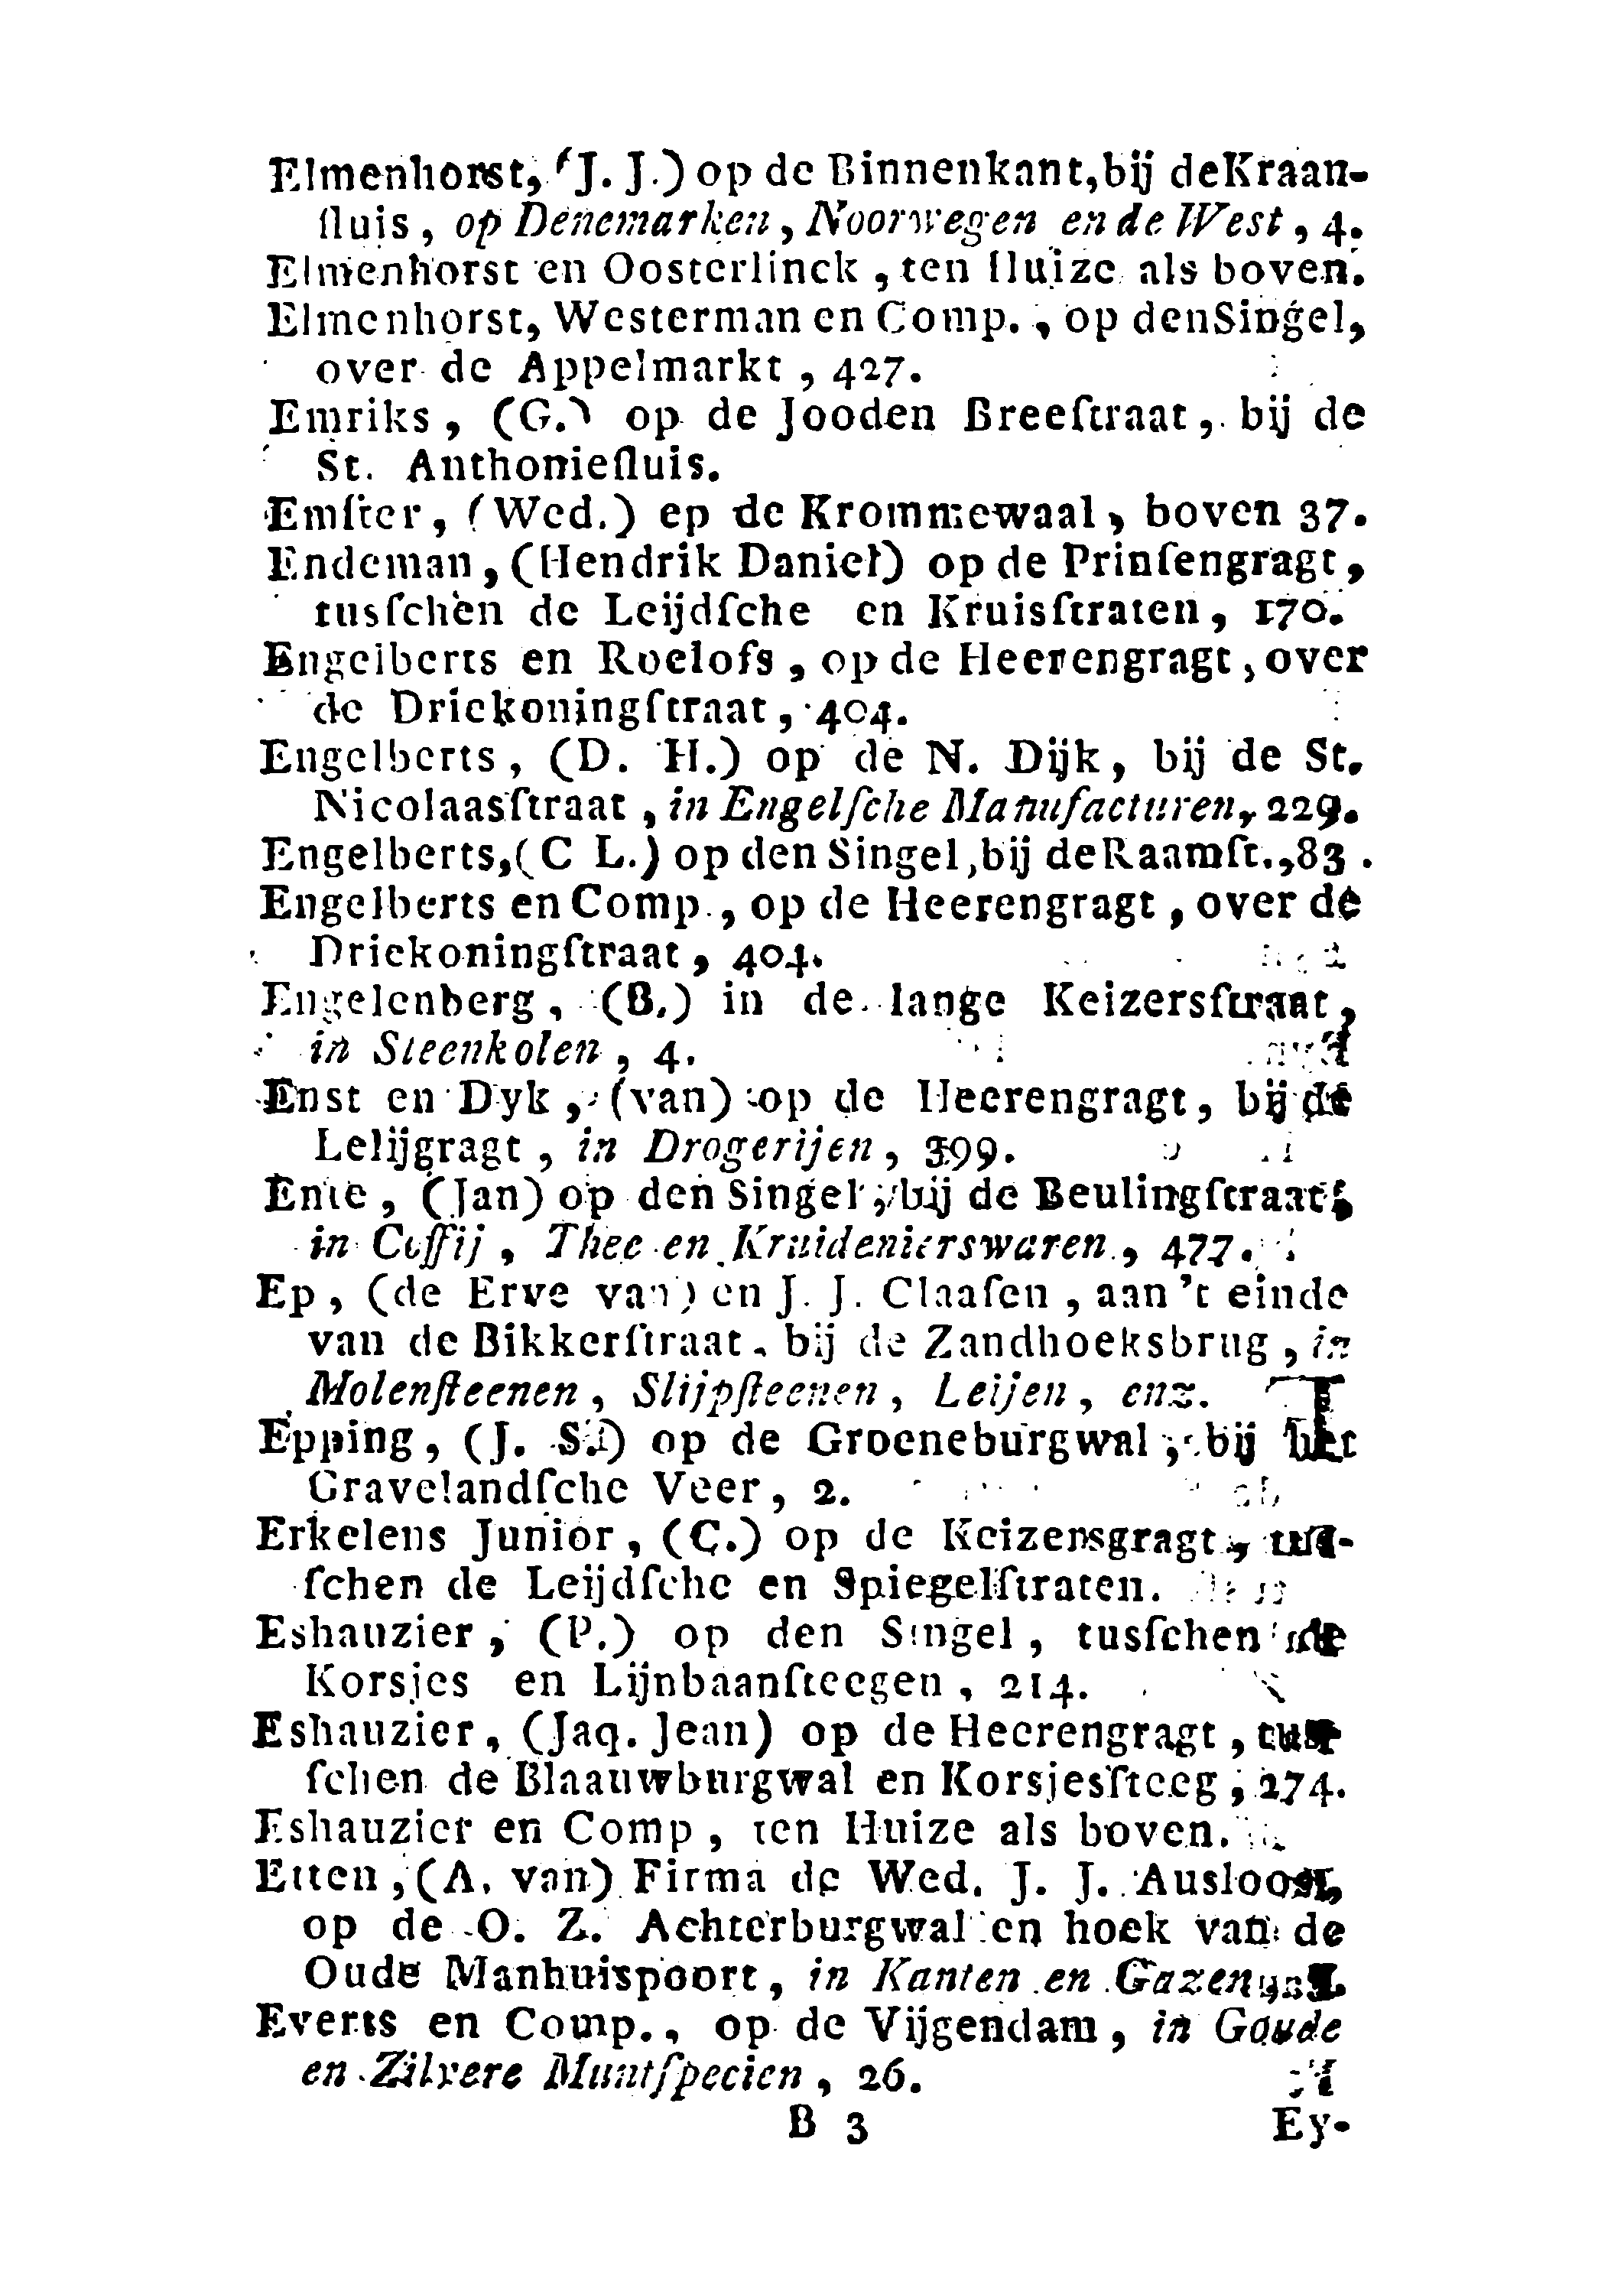 Elmenhorst, (J. J.) op de Binnenkant, bij de Kraan-
ſluis, op Denemarken, Noorwegen en de West, 4.
Elmenhorst en Oosterlinck, ten Huize als boven.
Elmenhorst, Westerman en Comp., op den Singel,
over de Appelmarkt, 427.
Emriks, (G.) op de Jooden Breeſtraat, bij de
St. Anthonieſluis.
Emſter, (Wed.) op de Krommewaal, boven 37.
Endeman, (Hendrik Daniel) op de Prinſengragt,
tusſchen de Leijdſche en Kruisſtraten, 170.
Engelberts en Roelofs, op de Heerengragt, over
de Driekoningſtraat, 404.
Engelberts, (D. H.) op de N. Dijk, bij de St.
Nicolaasſtraat, in Engelſche Manufacturen, 229.
Engelberts, (C L.) op den Singel, bij de Raamſt., 83.
Engelberts en Comp., op de Heerengragt, over de
Driekoningſtraat, 404.
Engelenberg, (B.) in de lange Keizersſtraat,
in Steenkolen, 4.
Enst en Dyk, (van) op de Heerengragt, bij de
Lelijgragt, in Drogerijen, 399.
Ente, (Jan) op den Singel, bij de Beulingſtraat,
in Coffij, Thee en Kruidenierswaren, 477.
Ep, (de Erve van) en J. J. Claaſen, aan 't einde
van de Bikkerſtraat, bij de Zandhoeksbrug, in
Molenſteenen, Slijpſteenen, Leijen, enz.
Epping, (J. S.) op de Groeneburgwal, bij het
Gravelandſche Veer, 2.
Erkelens Junior, (C.) op de Keizersgragt, tuſ-
ſchen de Leijdſche en Spiegelſtraten.
Eshauzier, (P.) op den Singel, tusſchen de
Korsjes en Lijnbaanſteegen, 214.
Eshauzier, (Jaq. Jean) op de Heerengragt, tus-
ſchen de Blaauwburgwal en Korsjesſteeg, 274.
Eshauzier en Comp, ten Huize als boven.
Etten, (A. van) Firma de Wed. J. J. Ausloos,
op de O. Z. Achterburgwal en hoek van de
Oude Manhuispoort, in Kanten en Gazen
Everts en Comp., op de Vijgendam, in Goude
en Zilvere Muntſpecien, 26.
B 3 Ey-